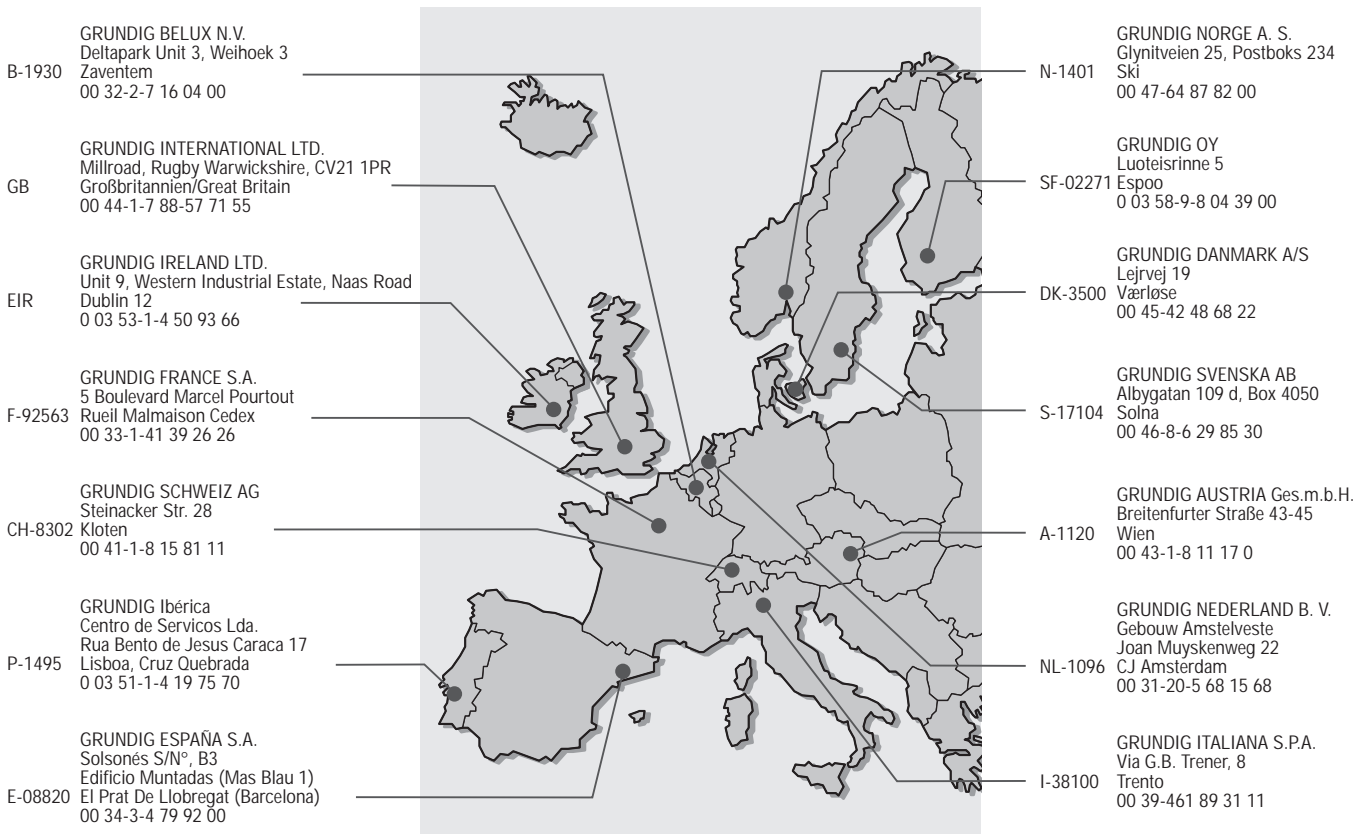 GRUNDIG BELUX N.V.
Deltapark Unit 3, Weihoek 3
B-1930 Zaventem
00 32-2-7 16 04 00
GRUNDIG INTERNATIONAL LTD.
Millroad, Rugby Warwickshire, CV21 1PR
GB Großbritannien/Great Britain
00 44-1-7 88-57 71 55
GRUNDIG IRELAND LTD.
Unit 9, Western Industrial Estate, Naas Road
EIR Dublin 12
0 03 53-1-4 50 93 66
GRUNDIG FRANCE S.A.
5 Boulevard Marcel Pourtout
F-92563 Rueil Malmaison Cedex
00 33-1-41 39 26 26
GRUNDIG SCHWEIZ AG
Steinacker Str. 28
CH-8302 Kloten
00 41-1-8 15 81 11
GRUNDIG Ibérica
Centro de Servicos Lda.
Rua Bento de Jesus Caraca 17
P-1495 Lisboa, Cruz Quebrada
0 03 51-1-4 19 75 70
GRUNDIG ESPAÑA S.A.
Solsonés S/N°, B3
Edificio Muntadas (Mas Blau 1)
E-08820 El Prat De Llobregat (Barcelona)
00 34-3-4 79 92 00
GRUNDIG NORGE A. S.
Glynitveien 25, Postboks 234
N-1401 Ski
00 47-64 87 82 00
GRUNDIG OY
Luoteisrinne 5
SF-02271 Espoo
0 03 58-9-8 04 39 00
GRUNDIG DANMARK A/S
Lejrvej 19
DK-3500 Værløse
00 45-42 48 68 22
GRUNDIG SVENSKA AB
Albygatan 109 d, Box 4050
S-17104 Solna
00 46-8-6 29 85 30
GRUNDIG AUSTRIA Ges.m.b.H.
Breitenfurter Straße 43-45
A-1120 Wien
00 43-1-8 11 17 0
GRUNDIG NEDERLAND B. V.
Gebouw Amstelveste
Joan Muyskenweg 22
NL-1096 CJ Amsterdam
00 31-20-5 68 15 68
GRUNDIG ITALIANA S.P.A.
Via G.B. Trener, 8
I-38100 Trento
00 39-461 89 31 11